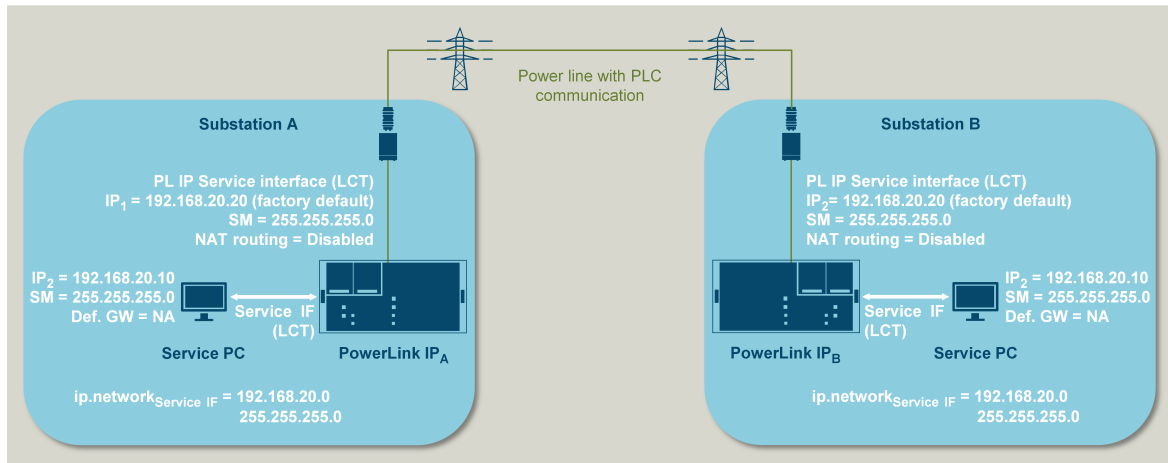 Power line with PLC
communication
Substation A
PL IP Service interface (LCT)
IP1 = 192.168.20.20 (factory default)
SM = 255.255.255.0
NAT routing = Disabled
IP2 = 192.168.20.10
SM = 255.255.255.0
Def. GW = NA
Service IF
(LCT)
Service PC
PowerLink IPA
ip.networkService IF = 192.168.20.0
255.255.255.0
Substation B
PL IP Service interface (LCT)
IP2= 192.168.20.20 (factory default)
SM = 255.255.255.0
NAT routing = Disabled
IP2 = 192.168.20.10
SM = 255.255.255.0
Def. GW = NA
Service IF
(LCT)
PowerLink IPB
Service PC
ip.networkService IF = 192.168.20.0
255.255.255.0